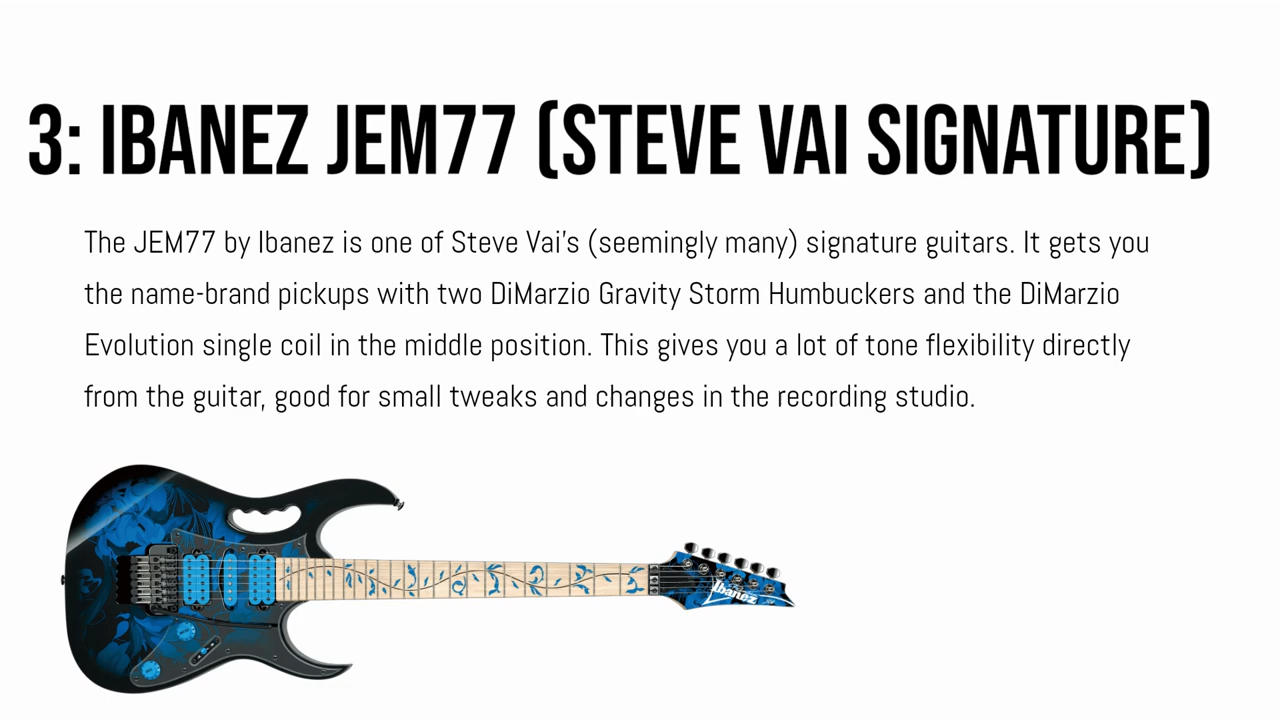 3: IBANEZ JEM77 (STEVE VAI SIGNATURE)
The JEM77 by Ibanez is one of Steve Vai's (seemingly many) signature guitars. It gets you
the name-brand pickups with two DiMarzio Gravity Storm Humbuckers and the DiMarzio
Evolution single coil in the middle position. This gives you a lot of tone flexibility directly
from the guitar, good for small tweaks and changes in the recording studio.
Ibanez